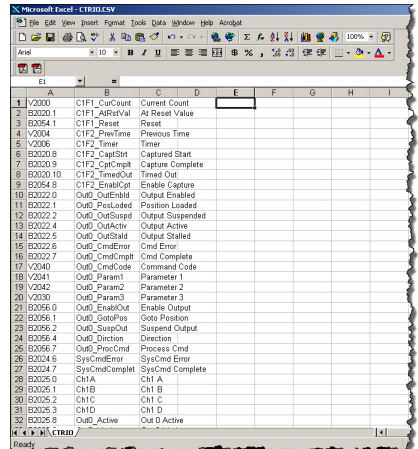 Microsoft Excel - CTRIO.CSV
File Edit View Insert Format Tools Data Window Help Acrobat
100%
Arial 10 B I U $ %
E1 =
A B C D E F G H I
1 V2000 C1F1_CurCount Current Count
2 B2020.1 C1F1_AtRstVal At Reset Value
3 B2054.1 C1F1_Reset Reset
4 V2004 C1F2_PrevTime Previous Time
5 V2006 C1F2_Timer Timer
6 B2020.8 C1F2_CaptStrt Captured Start
7 B2020.9 C1F2_CptCmplt Capture Complete
8 B2020.10 C1F2_TimedOut Timed Out
9 B2054.8 C1F2_EnablCpt Enable Capture
10 B2022.0 Out0_OutEnbld Output Enabled
11 B2022.1 Out0_PosLoded Position Loaded
12 B2022.2 Out0_OutSuspd Output Suspended
13 B2022.4 Out0_OutActiv Output Active
14 B2022.5 Out0_OutStald Output Stalled
15 B2022.6 Out0_CmdError Cmd Error
16 B2022.7 Out0_CmdCmplt Cmd Complete
17 V2040 Out0_CmdCode Command Code
18 V2041 Out0_Param1 Parameter 1
19 V2042 Out0_Param2 Parameter 2
20 V2030 Out0_Param3 Parameter 3
21 B2056.0 Out0_EnablOut Enable Output
22 B2056.1 Out0_GotoPos Goto Position
23 B2056.2 Out0_SuspOut Suspend Output
24 B2056.4 Out0_Dirction Direction
25 B2056.7 Out0_ProcCmd Process Cmd
26 B2024.6 SysCmdError SysCmd Error
27 B2024.7 SysCmdComplet SysCmd Complete
28 B2025.0 Ch1A Ch1 A
29 B2025.1 Ch1B Ch1 B
30 B2025.2 Ch1C Ch1 C
31 B2025.3 Ch1D Ch1 D
32 B2025.8 Out0_Active Out 0 Active
CTRIO
Ready